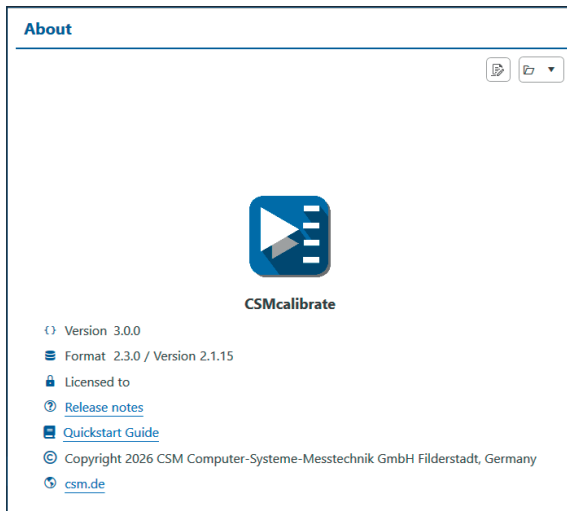 About
CSMcalibrate
Version 3.0.0
Format 2.3.0 / Version 2.1.15
Licensed to
Release notes
Quickstart Guide
Copyright 2026 CSM Computer-Systeme-Messtechnik GmbH Filderstadt, Germany
csm.de